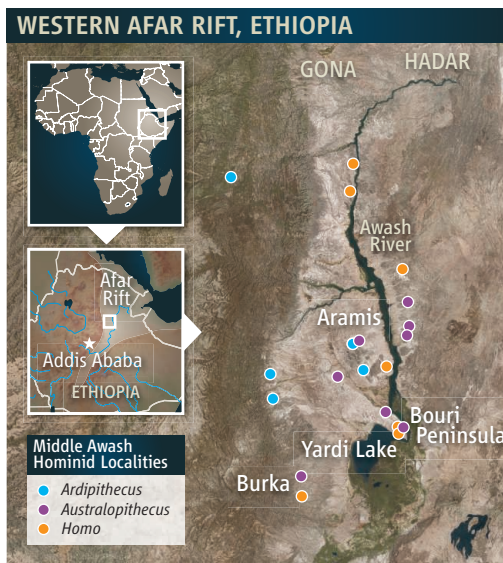 WESTERN AFAR RIFT, ETHIOPIA
GONA
HADAR
Awash
River
Afar
Rift
Addis Ababa
ETHIOPIA
Aramis
Bouri
Peninsula
Yardi Lake
Burka
Middle Awash
Hominid Localities
Ardipithecus
Australopithecus
Homo